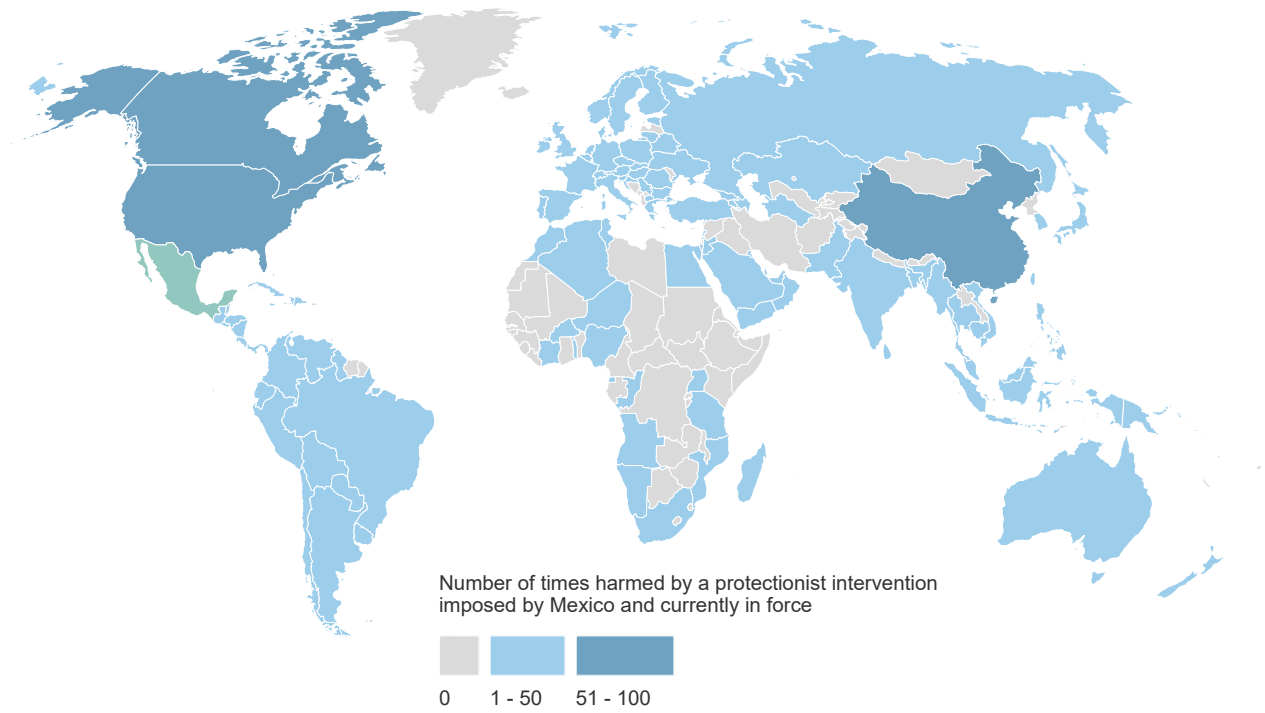 Number of times harmed by a protectionist intervention
imposed by Mexico and currently in force
0 1 - 50 51 - 100